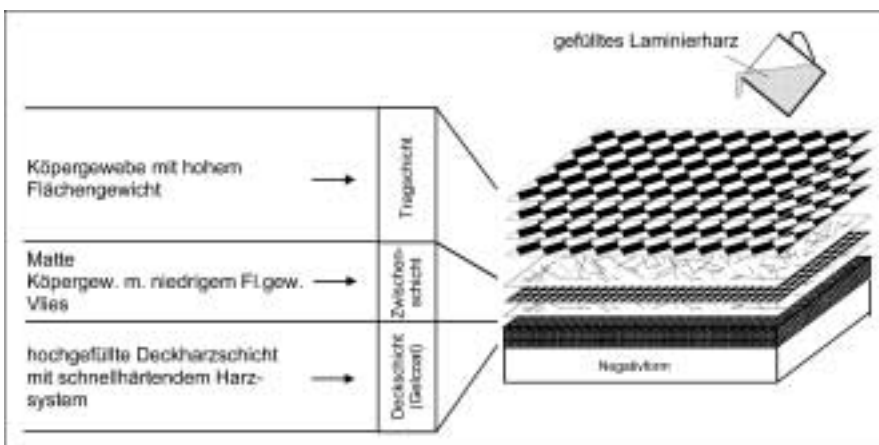 gefülltes Laminierharz
Köpergewebe mit hohem
Flächengewicht
Tragschicht
Matte
Köpergew. m. niedrigem Fl.gew.
Vlies
Zwischen-
schicht
hochgefüllte Deckharzschicht
mit schnellhärtendem Harz-
system
Deckschicht
(Gelcoat)
Negativform